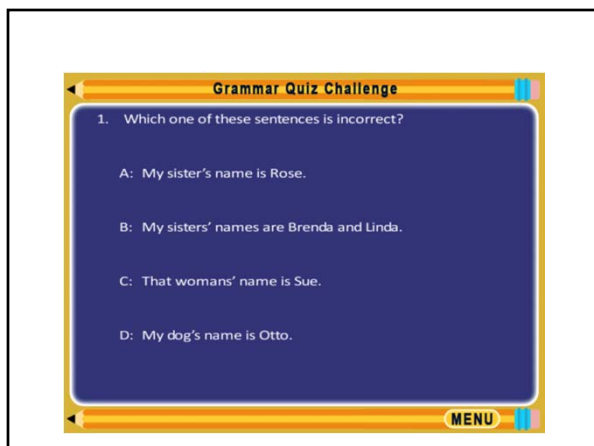 Grammar Quiz Challenge
1. Which one of these sentences is incorrect?
A: My sister’s name is Rose.
B: My sisters’ names are Brenda and Linda.
C: That womans’ name is Sue.
D: My dog’s name is Otto.
MENU